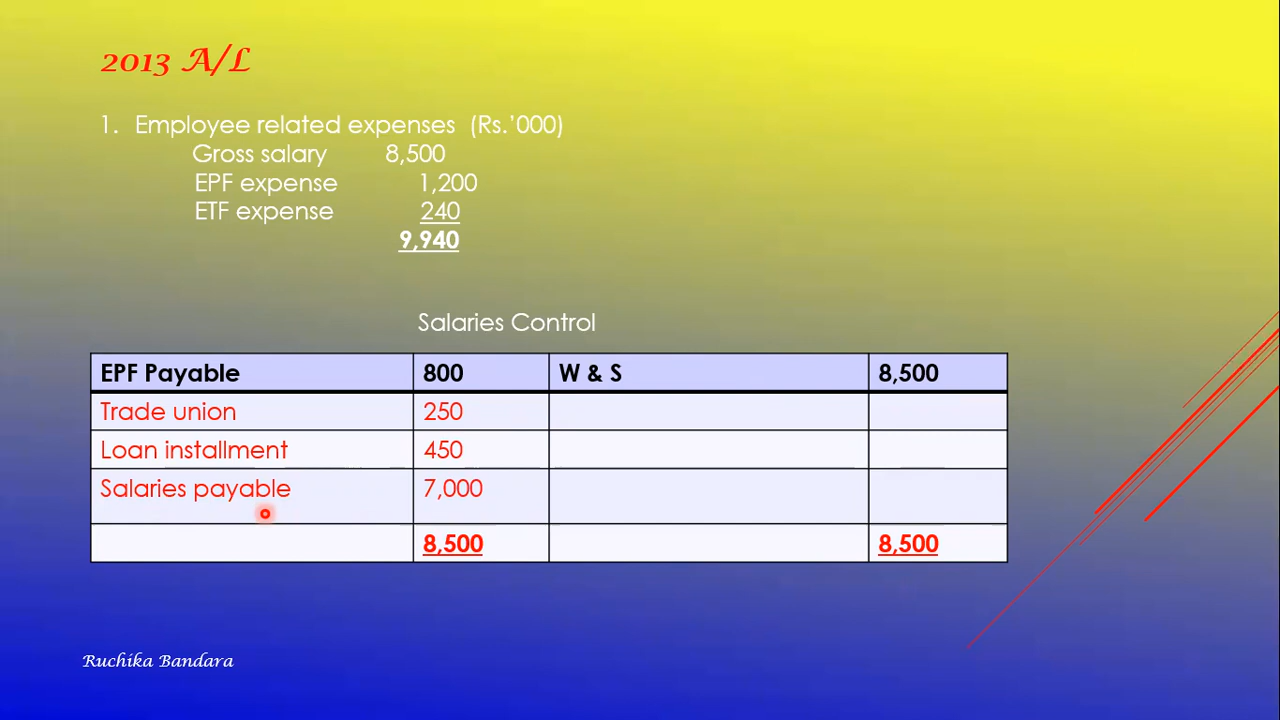 2013 A/L
1. Employee related expenses (Rs.'000)
Gross salary 8,500
EPF expense 1,200
ETF expense 240
9,940
Salaries Control
EPF Payable 800 W & S 8,500
Trade union 250
Loan installment 450
Salaries payable 7,000
8,500 8,500
Ruchika Bandara